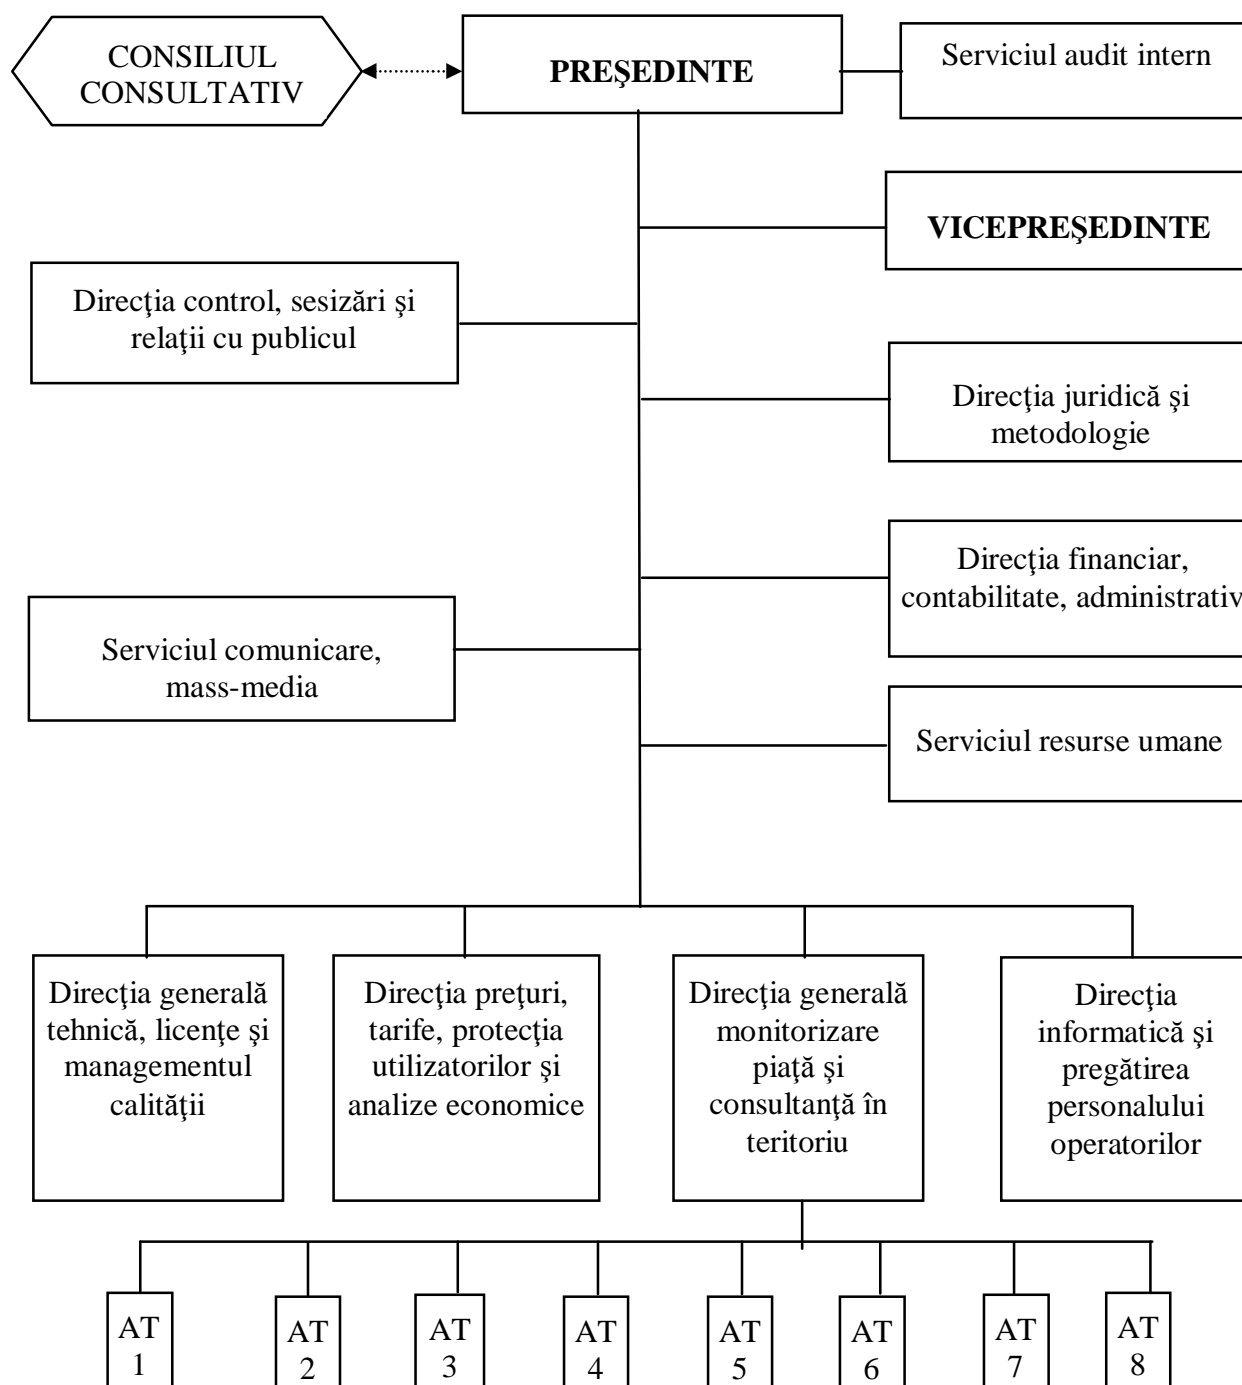 CONSILIUL
CONSULTATIV
PREŞEDINTE
Serviciul audit intern
VICEPREŞEDINTE
Direcţia control, sesizări şi
relaţii cu publicul
Direcţia juridică şi
metodologie
Direcţia financiar,
contabilitate, administrativ
Serviciul comunicare,
mass-media
Serviciul resurse umane
Direcţia generală
tehnică, licenţe şi
managementul
calităţii
Direcţia preţuri,
tarife, protecţia
utilizatorilor şi
analize economice
Direcţia generală
monitorizare
piaţă şi
consultanţă în
teritoriu
Direcţia
informatică şi
pregătirea
personalului
operatorilor
AT
1
AT
2
AT
3
AT
4
AT
5
AT
6
AT
7
AT
8